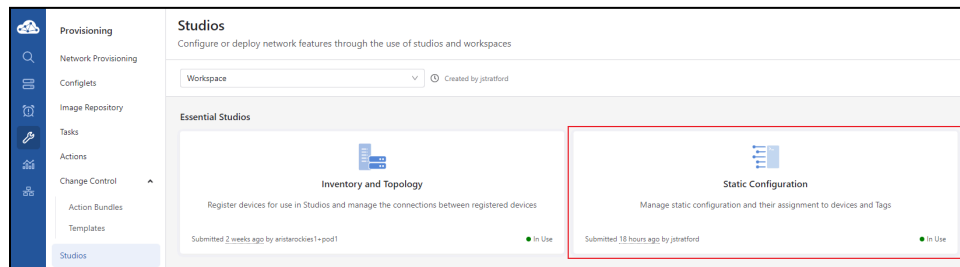 Provisioning
Network Provisioning
Configlets
Image Repository
Tasks
Actions
Change Control
Action Bundles
Templates
Studios
Studios
Configure or deploy network features through the use of studios and workspaces
Workspace
Created by jstratford
Essential Studios
Inventory and Topology
Register devices for use in Studios and manage the connections between registered devices
Submitted 2 weeks ago by aristarockies1+pod1
In Use
Static Configuration
Manage static configuration and their assignment to devices and Tags
Submitted 18 hours ago by jstratford
In Use